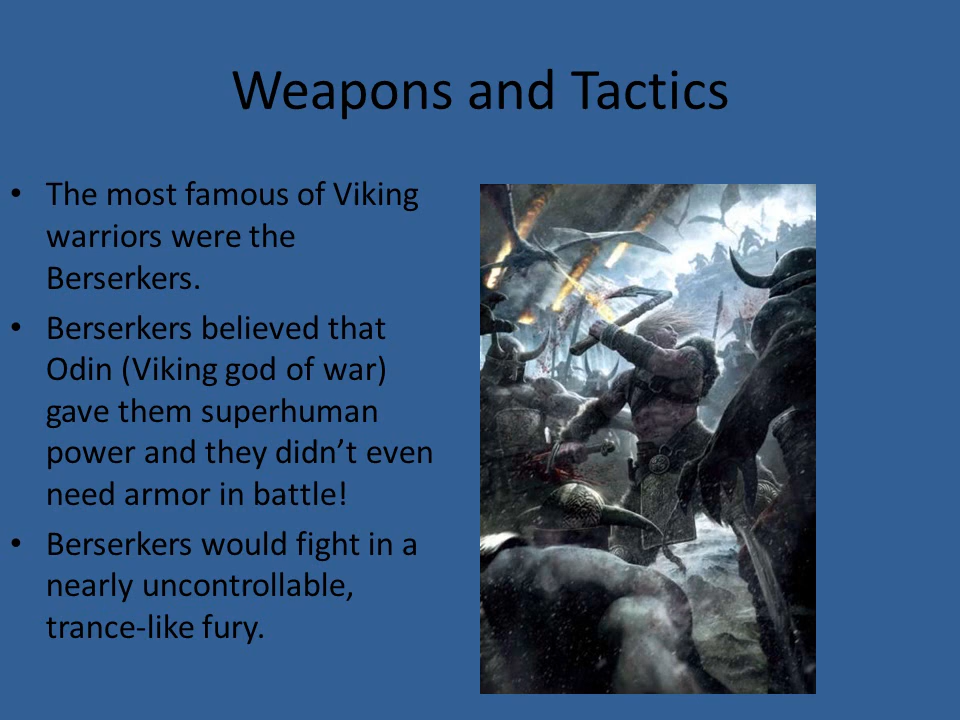 Weapons and Tactics
• The most famous of Viking
warriors were the
Berserkers.
• Berserkers believed that
Odin (Viking god of war)
gave them superhuman
power and they didn’t even
need armor in battle!
• Berserkers would fight in a
nearly uncontrollable,
trance-like fury.